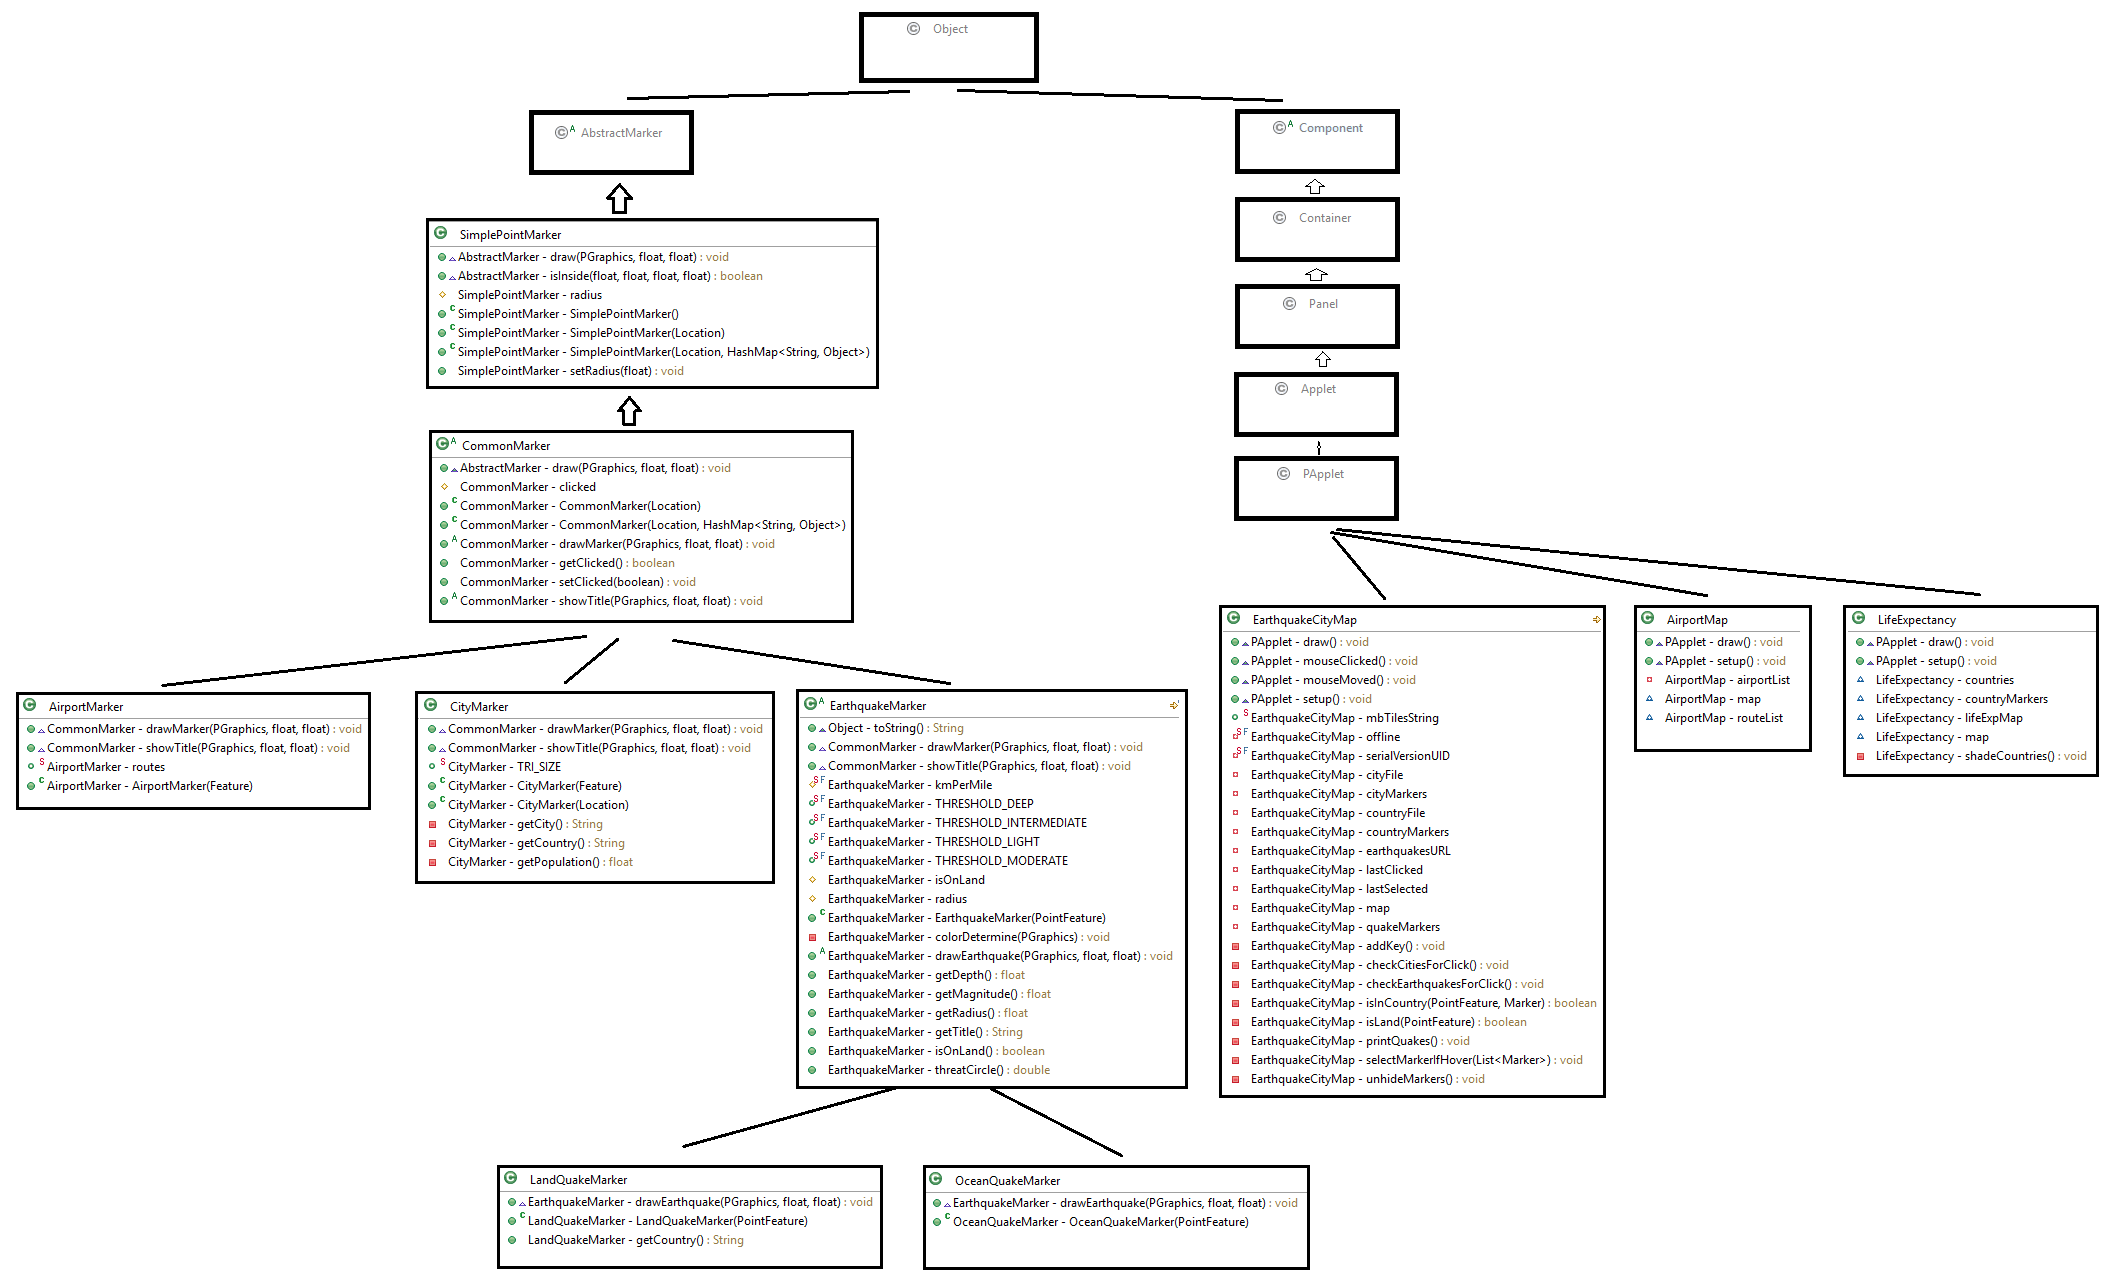 Object
AbstractMarker
Component
Container
Panel
Applet
PApplet
SimplePointMarker
AbstractMarker - draw(PGraphics, float, float) : void
AbstractMarker - isInside(float, float, float, float) : boolean
SimplePointMarker - radius
SimplePointMarker - SimplePointMarker()
SimplePointMarker - SimplePointMarker(Location)
SimplePointMarker - SimplePointMarker(Location, HashMap<String, Object>)
SimplePointMarker - setRadius(float) : void
CommonMarker
AbstractMarker - draw(PGraphics, float, float) : void
CommonMarker - clicked
CommonMarker - CommonMarker(Location)
CommonMarker - CommonMarker(Location, HashMap<String, Object>)
CommonMarker - drawMarker(PGraphics, float, float) : void
CommonMarker - getClicked() : boolean
CommonMarker - setClicked(boolean) : void
CommonMarker - showTitle(PGraphics, float, float) : void
AirportMarker
CommonMarker - drawMarker(PGraphics, float, float) : void
CommonMarker - showTitle(PGraphics, float, float) : void
AirportMarker - routes
AirportMarker - AirportMarker(Feature)
CityMarker
CommonMarker - drawMarker(PGraphics, float, float) : void
CommonMarker - showTitle(PGraphics, float, float) : void
CityMarker - TRI_SIZE
CityMarker - CityMarker(Feature)
CityMarker - CityMarker(Location)
CityMarker - getCity() : String
CityMarker - getCountry() : String
CityMarker - getPopulation() : float
EarthquakeMarker
Object - toString() : String
CommonMarker - drawMarker(PGraphics, float, float) : void
CommonMarker - showTitle(PGraphics, float, float) : void
EarthquakeMarker - kmPerMile
EarthquakeMarker - THRESHOLD_DEEP
EarthquakeMarker - THRESHOLD_INTERMEDIATE
EarthquakeMarker - THRESHOLD_LIGHT
EarthquakeMarker - THRESHOLD_MODERATE
EarthquakeMarker - isOnLand
EarthquakeMarker - radius
EarthquakeMarker - EarthquakeMarker(PointFeature)
EarthquakeMarker - colorDetermine(PGraphics) : void
EarthquakeMarker - drawEarthquake(PGraphics, float, float) : void
EarthquakeMarker - getDepth() : float
EarthquakeMarker - getMagnitude() : float
EarthquakeMarker - getRadius() : float
EarthquakeMarker - getTitle() : String
EarthquakeMarker - isOnLand() : boolean
EarthquakeMarker - threatCircle() : double
EarthquakeCityMap
PApplet - draw() : void
PApplet - mouseClicked() : void
PApplet - mouseMoved() : void
PApplet - setup() : void
EarthquakeCityMap - mbTilesString
EarthquakeCityMap - offline
EarthquakeCityMap - serialVersionUID
EarthquakeCityMap - cityFile
EarthquakeCityMap - cityMarkers
EarthquakeCityMap - countryFile
EarthquakeCityMap - countryMarkers
EarthquakeCityMap - earthquakesURL
EarthquakeCityMap - lastClicked
EarthquakeCityMap - lastSelected
EarthquakeCityMap - map
EarthquakeCityMap - quakeMarkers
EarthquakeCityMap - addKey() : void
EarthquakeCityMap - checkCitiesForClick() : void
EarthquakeCityMap - checkEarthquakesForClick() : void
EarthquakeCityMap - isInCountry(PointFeature, Marker) : boolean
EarthquakeCityMap - isLand(PointFeature) : boolean
EarthquakeCityMap - printQuakes() : void
EarthquakeCityMap - selectMarkerIfHover(List<Marker>) : void
EarthquakeCityMap - unhideMarkers() : void
AirportMap
PApplet - draw() : void
PApplet - setup() : void
AirportMap - airportList
AirportMap - map
AirportMap - routeList
LifeExpectancy
PApplet - draw() : void
PApplet - setup() : void
LifeExpectancy - countries
LifeExpectancy - countryMarkers
LifeExpectancy - lifeExpMap
LifeExpectancy - map
LifeExpectancy - shadeCountries() : void
LandQuakeMarker
EarthquakeMarker - drawEarthquake(PGraphics, float, float) : void
LandQuakeMarker - LandQuakeMarker(PointFeature)
LandQuakeMarker - getCountry() : String
OceanQuakeMarker
EarthquakeMarker - drawEarthquake(PGraphics, float, float) : void
OceanQuakeMarker - OceanQuakeMarker(PointFeature)